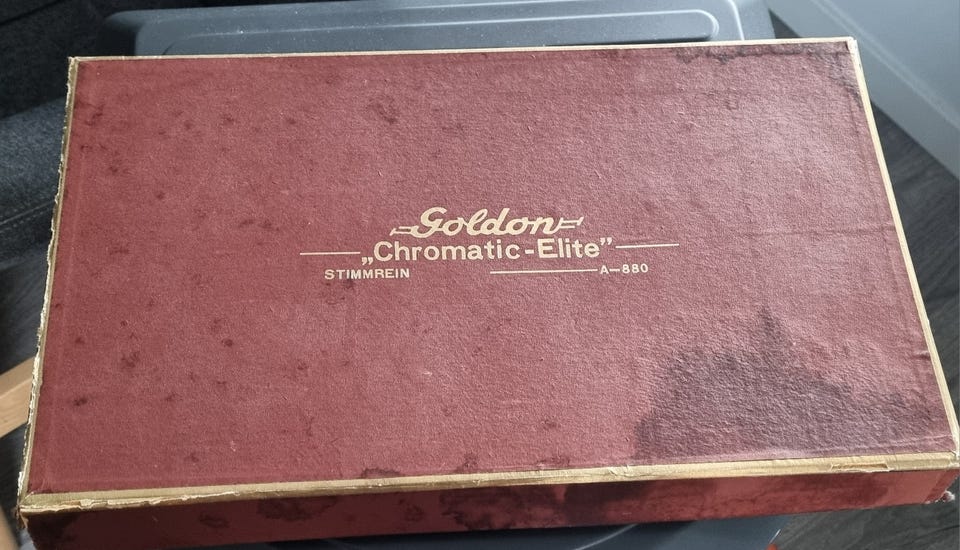 Goldon
„Chromatic-Elite”
STIMMREIN A-880